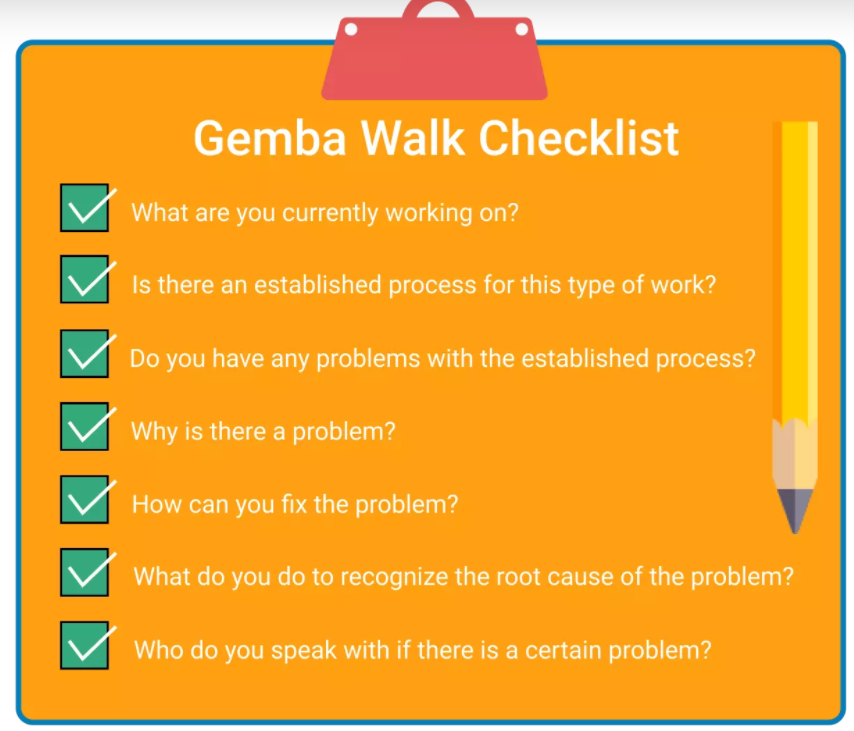 Gemba Walk Checklist
What are you currently working on?
Is there an established process for this type of work?
Do you have any problems with the established process?
Why is there a problem?
How can you fix the problem?
What do you do to recognize the root cause of the problem?
Who do you speak with if there is a certain problem?